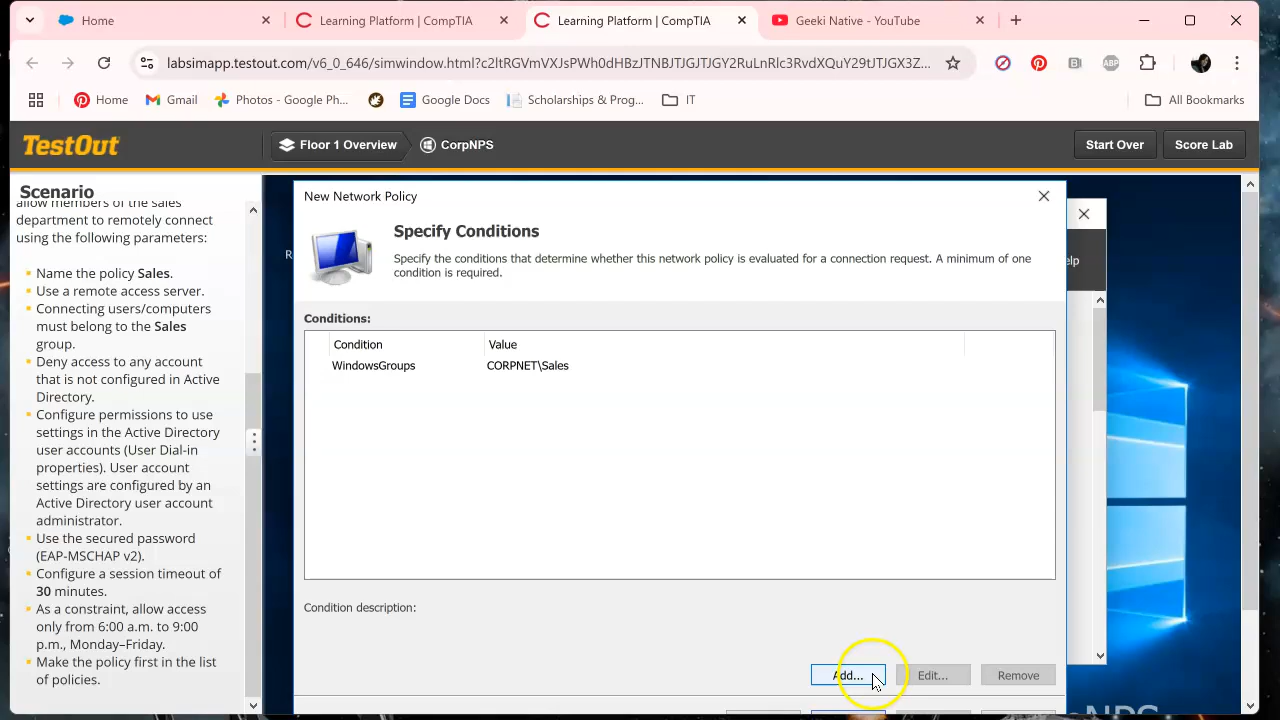 Home
Learning Platform | CompTIA
Learning Platform | CompTIA
Geeki Native - YouTube
labsimapp.testout.com/v6_0_646/simwindow.html?c2ltRGVmVXJsPWh0dHBzJTNBJTJGJTJGY2RuLnRlc3RvdXQuY29tJTJGX3Z...
ABP
Home
Gmail
Photos - Google Ph...
Google Docs
Scholarships & Prog...
IT
All Bookmarks
TestOut
Floor 1 Overview
CorpNPS
Start Over
Score Lab
Scenario
allow members of the sales
department to remotely connect
using the following parameters:
Name the policy Sales.
Use a remote access server.
Connecting users/computers
must belong to the Sales
group.
Deny access to any account
that is not configured in Active
Directory.
Configure permissions to use
settings in the Active Directory
user accounts (User Dial-in
properties). User account
settings are configured by an
Active Directory user account
administrator.
Use the secured password
(EAP-MSCHAP v2).
Configure a session timeout of
30 minutes.
As a constraint, allow access
only from 6:00 a.m. to 9:00
p.m., Monday–Friday.
Make the policy first in the list
of policies.
New Network Policy
Specify Conditions
Specify the conditions that determine whether this network policy is evaluated for a connection request. A minimum of one
condition is required.
Conditions:
Condition
Value
WindowsGroups
CORPNET\Sales
Condition description:
Add...
Edit...
Remove